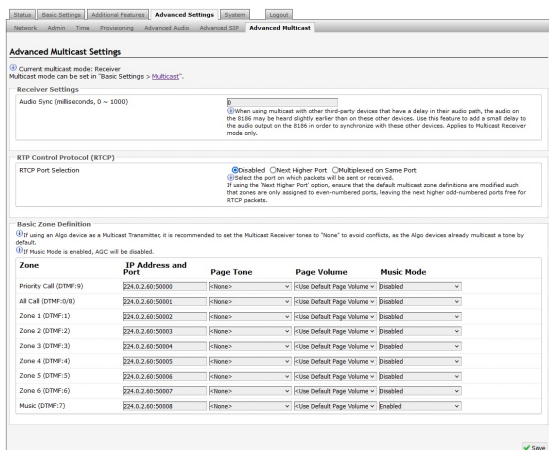 Status Basic Settings Additional Features Advanced Settings System Logout
Network Admin Time Provisioning Advanced Audio Advanced SIP Advanced Multicast
Advanced Multicast Settings
Current multicast mode: Receiver
Multicast mode can be set in "Basic Settings > Multicast".
Receiver Settings
Audio Sync (milliseconds, 0 ~ 1000) 0
When using multicast with other third-party devices that have a delay in their audio path, the audio on
the 8186 may be heard slightly earlier than on these other devices. Use this feature to add a small delay to
the audio output on the 8186 in order to synchronize with these other devices. Applies to Multicast Receiver
mode only.
RTP Control Protocol (RTCP)
RTCP Port Selection Disabled Next Higher Port Multiplexed on Same Port
Select the port on which packets will be sent or received.
If using the 'Next Higher Port' option, ensure that the default multicast zone definitions are modified such
that zones are only assigned to even-numbered ports, leaving the next higher odd-numbered ports free for
RTCP packets.
Basic Zone Definition
If using an Algo device as a Multicast Transmitter, it is recommended to set the Multicast Receiver tones to "None" to avoid conflicts, as the Algo devices already multicast a tone by
default.
If Music Mode is enabled, AGC will be disabled.
Zone IP Address and Port Page Tone Page Volume Music Mode
Priority Call (DTMF:9) 224.0.2.60:50000 <None> <Use Default Page Volume Disabled
All Call (DTMF:0/8) 224.0.2.60:50001 <None> <Use Default Page Volume Disabled
Zone 1 (DTMF:1) 224.0.2.60:50002 <None> <Use Default Page Volume Disabled
Zone 2 (DTMF:2) 224.0.2.60:50003 <None> <Use Default Page Volume Disabled
Zone 3 (DTMF:3) 224.0.2.60:50004 <None> <Use Default Page Volume Disabled
Zone 4 (DTMF:4) 224.0.2.60:50005 <None> <Use Default Page Volume Disabled
Zone 5 (DTMF:5) 224.0.2.60:50006 <None> <Use Default Page Volume Disabled
Zone 6 (DTMF:6) 224.0.2.60:50007 <None> <Use Default Page Volume Disabled
Music (DTMF:7) 224.0.2.60:50008 <None> <Use Default Page Volume Enabled
Save